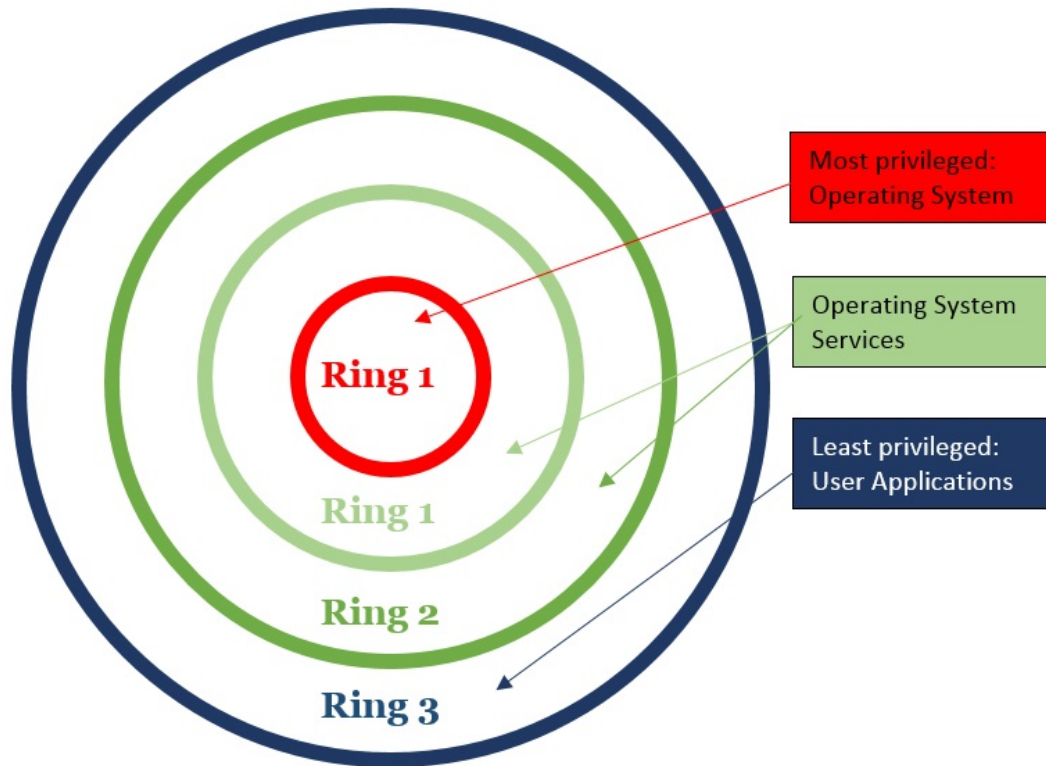 Most privileged:
Operating System
Operating System
Services
Least privileged:
User Applications
Ring 1
Ring 1
Ring 2
Ring 3